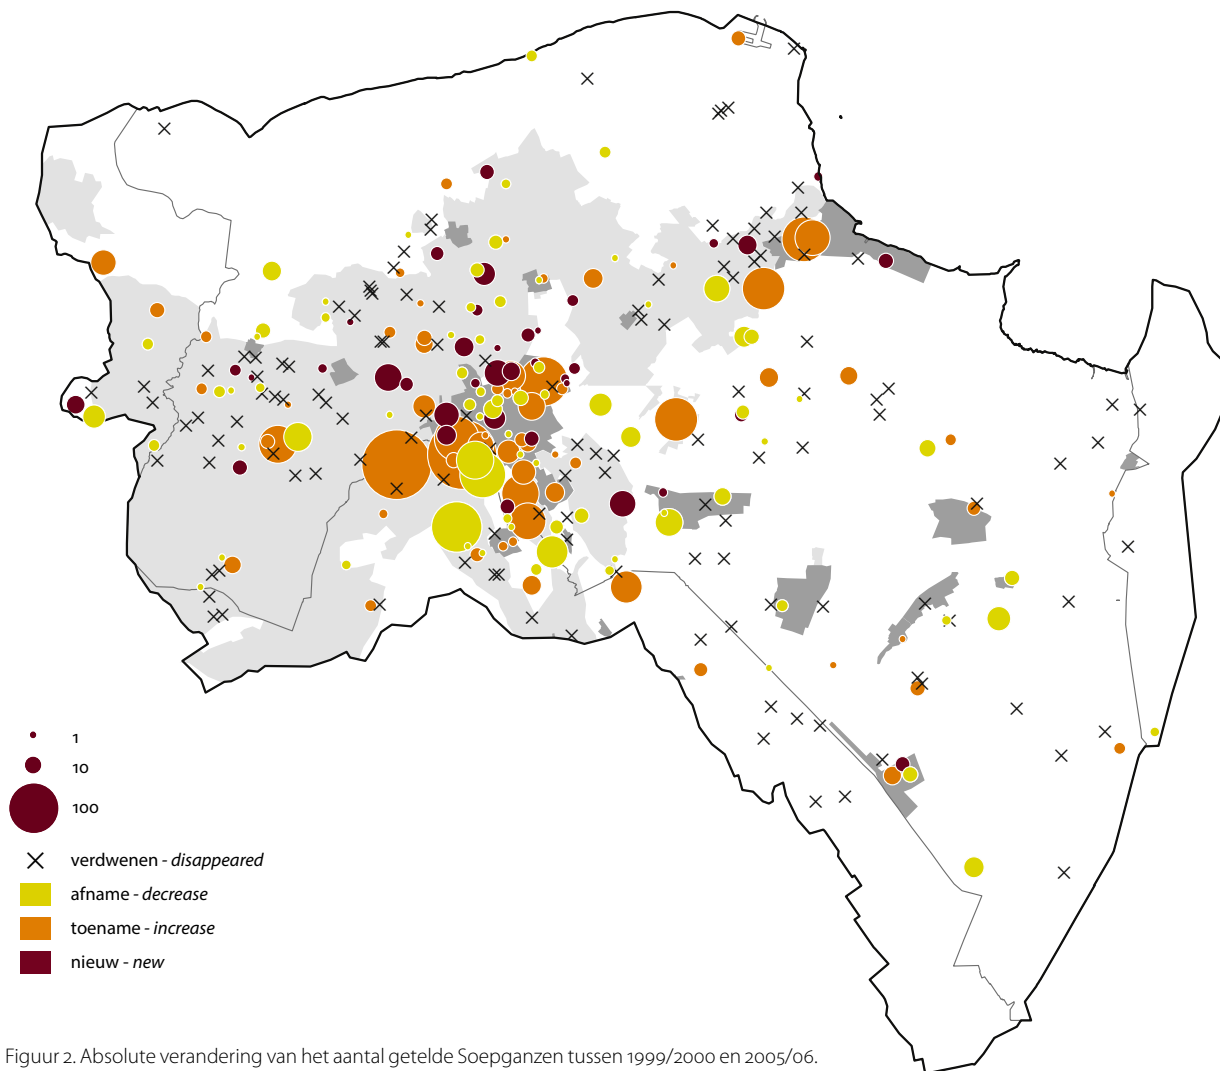 1
10
100
verdwenen - disappeared
afname - decrease
toename - increase
nieuw - new
Figuur 2. Absolute verandering van het aantal getelde Soepganzen tussen 1999/2000 en 2005/06.